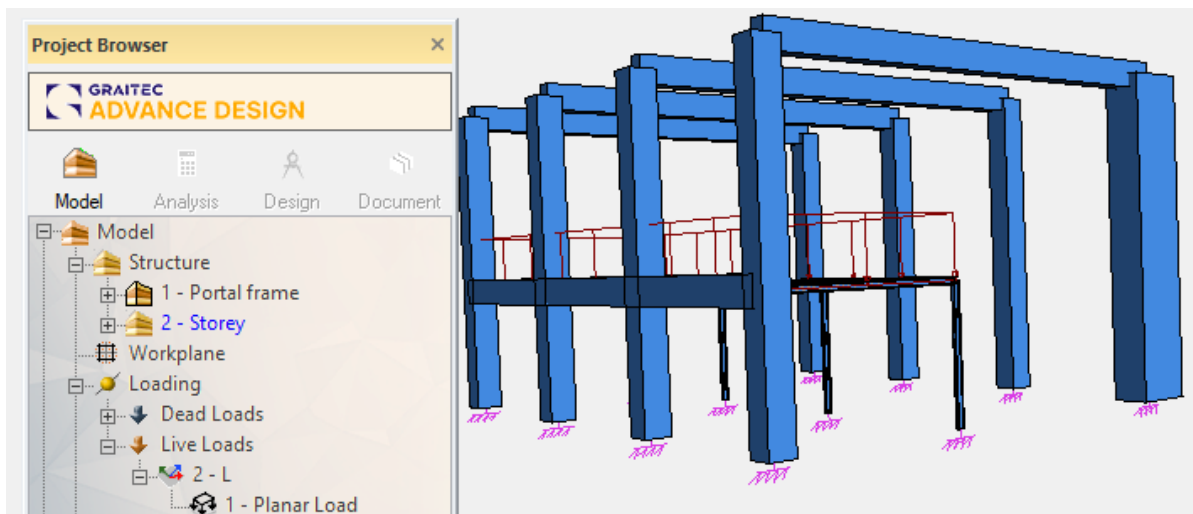 Project Browser
GRAITEC
ADVANCE DESIGN
Model Analysis Design Document
Model
Structure
1 - Portal frame
2 - Storey
Workplane
Loading
Dead Loads
Live Loads
2 - L
1 - Planar Load